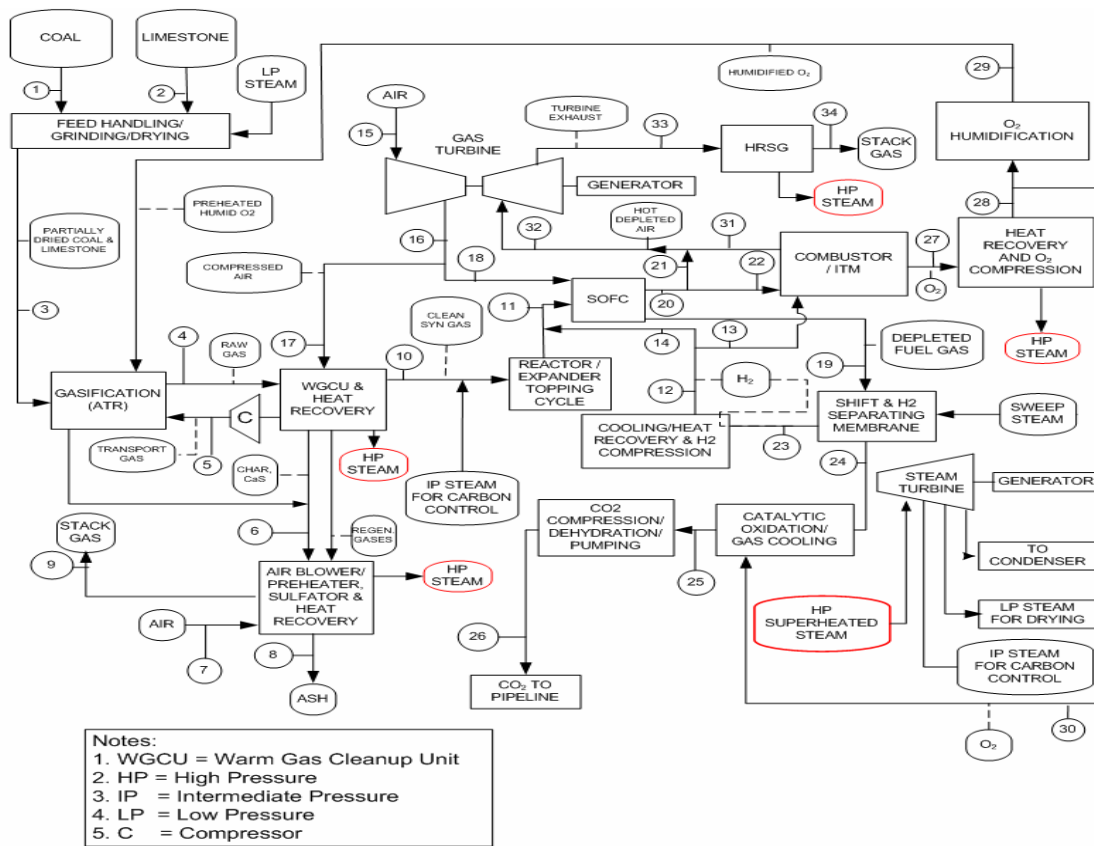 COAL
LIMESTONE
LP
STEAM
1
2
FEED HANDLING/
GRINDING/DRYING
HUMIDIFIED O₂
29
O₂
HUMIDIFICATION
AIR
15
GAS
TURBINE
TURBINE
EXHAUST
33
34
HRSG
STACK
GAS
GENERATOR
HP
STEAM
28
PREHEATED
HUMID O2
PARTIALLY
DRIED COAL &
LIMESTONE
16
COMPRESSED
AIR
18
HOT
DEPLETED
AIR
32
31
21
22
20
COMBUSTOR
/ ITM
27
O₂
HEAT
RECOVERY
AND O₂
COMPRESSION
HP
STEAM
3
4
RAW
GAS
17
10
CLEAN
SYN GAS
11
SOFC
14
13
DEPLETED
FUEL GAS
19
GASIFICATION
(ATR)
C
WGCU &
HEAT
RECOVERY
REACTOR /
EXPANDER
TOPPING
CYCLE
12
H₂
SHIFT & H2
SEPARATING
MEMBRANE
SWEEP
STEAM
TRANSPORT
GAS
5
CHAR,
CaS
HP
STEAM
IP STEAM
FOR CARBON
CONTROL
COOLING/HEAT
RECOVERY & H2
COMPRESSION
23
24
STEAM
TURBINE
GENERATOR
STACK
GAS
9
6
REGEN.
GASES
CO2
COMPRESSION/
DEHYDRATION/
PUMPING
25
CATALYTIC
OXIDATION/
GAS COOLING
TO
CONDENSER
AIR BLOWER/
PREHEATER,
SULFATOR &
HEAT
RECOVERY
HP
STEAM
AIR
7
8
ASH
26
CO₂ TO
PIPELINE
HP
SUPERHEATED
STEAM
LP STEAM
FOR DRYING
IP STEAM
FOR CARBON
CONTROL
O₂
30
Notes:
1. WGCU = Warm Gas Cleanup Unit
2. HP = High Pressure
3. IP = Intermediate Pressure
4. LP = Low Pressure
5. C = Compressor